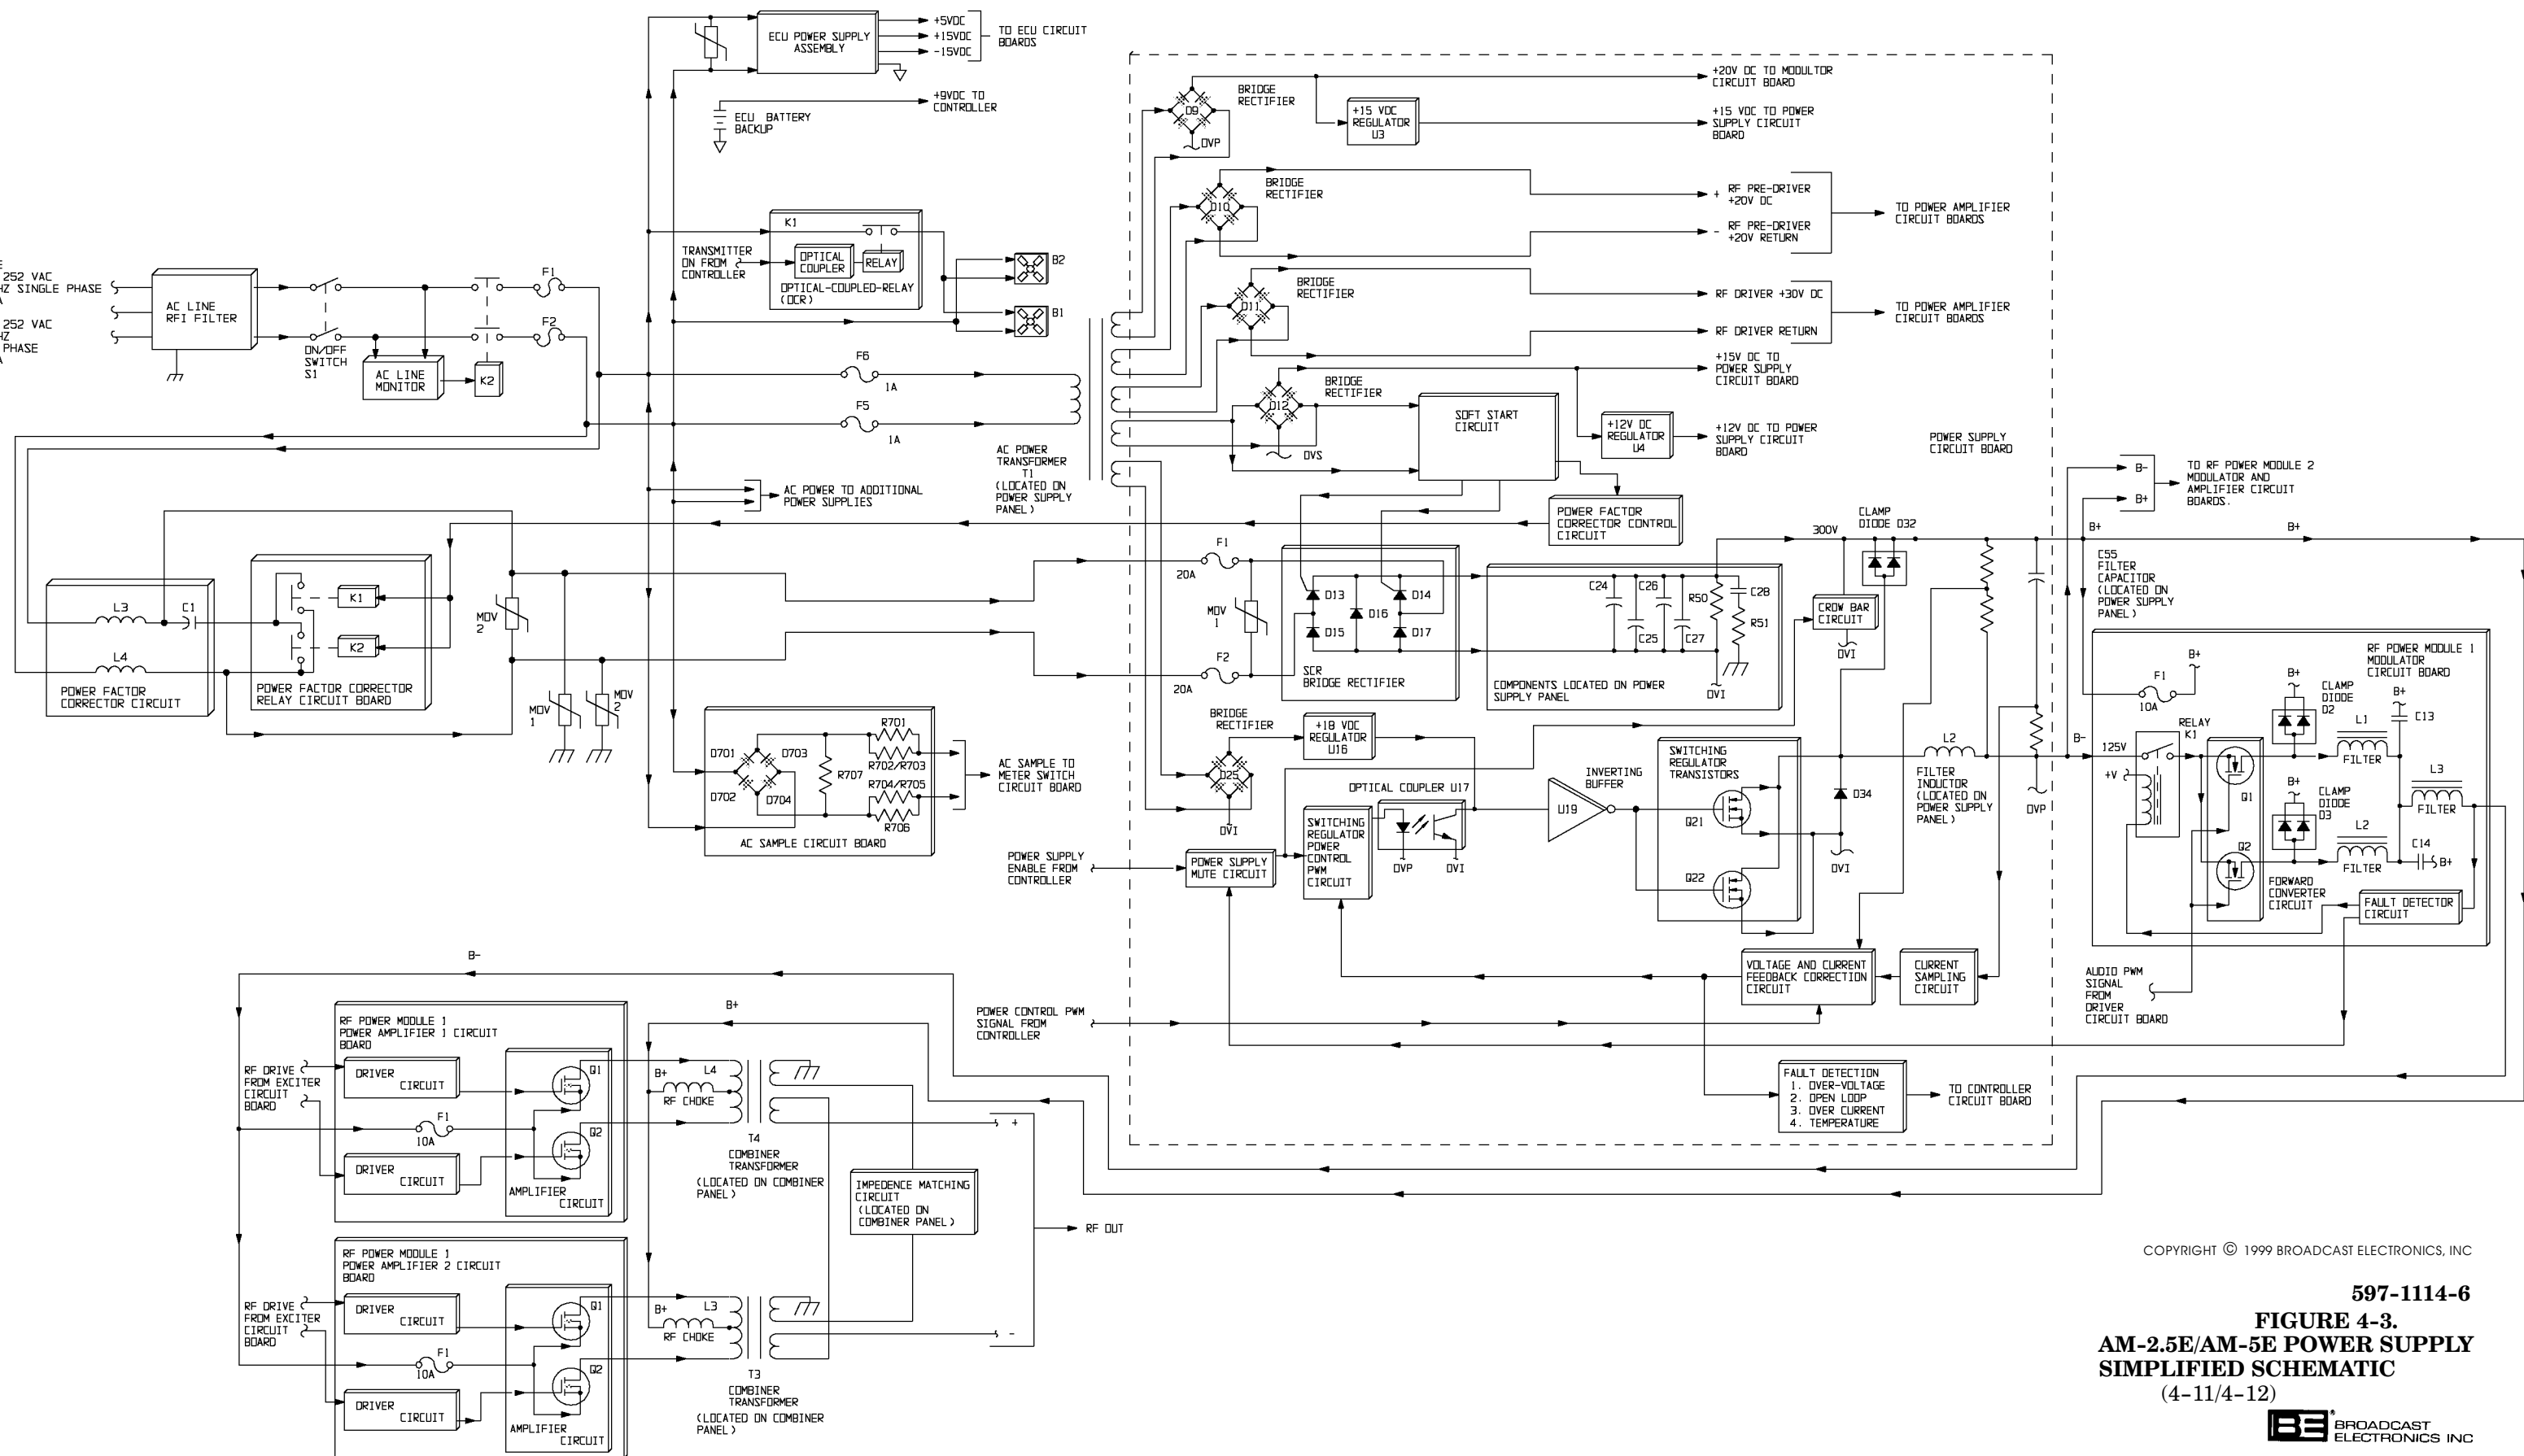 +5VDC
+15VDC
-15VDC
TO ECU CIRCUIT
BOARDS
ECU POWER SUPPLY
ASSEMBLY
+9VDC TO
CONTROLLER
ECU BATTERY
BACKUP
252 VAC
HZ SINGLE PHASE
252 VAC
HZ
PHASE
AC LINE
RFI FILTER
ON/OFF
SWITCH
S1
AC LINE
MONITOR
K2
F1
F2
TRANSMITTER
ON FROM
CONTROLLER
K1
OPTICAL
COUPLER
RELAY
OPTICAL-COUPLED-RELAY
(OCR)
B2
B1
F6
1A
F5
1A
AC POWER
TRANSFORMER
T1
(LOCATED ON
POWER SUPPLY
PANEL)
AC POWER TO ADDITIONAL
POWER SUPPLIES
D9
0VP
BRIDGE
RECTIFIER
+15 VDC
REGULATOR
U3
+20V DC TO MODULTOR
CIRCUIT BOARD
+15 VDC TO POWER
SUPPLY CIRCUIT
BOARD
D10
BRIDGE
RECTIFIER
+ RF PRE-DRIVER
+20V DC
- RF PRE-DRIVER
+20V RETURN
TO POWER AMPLIFIER
CIRCUIT BOARDS
D11
BRIDGE
RECTIFIER
RF DRIVER +30V DC
RF DRIVER RETURN
TO POWER AMPLIFIER
CIRCUIT BOARDS
D12
0VS
BRIDGE
RECTIFIER
+15V DC TO
POWER SUPPLY
CIRCUIT BOARD
SOFT START
CIRCUIT
+12V DC
REGULATOR
U4
+12V DC TO POWER
SUPPLY CIRCUIT
BOARD
POWER SUPPLY
CIRCUIT BOARD
POWER FACTOR
CORRECTOR CONTROL
CIRCUIT
B-
B+
TO RF POWER MODULE 2
MODULATOR AND
AMPLIFIER CIRCUIT
BOARDS.
L3
C1
L4
POWER FACTOR
CORRECTOR CIRCUIT
K1
K2
POWER FACTOR CORRECTOR
RELAY CIRCUIT BOARD
MOV
2
MOV
1
MOV
2
F1
20A
F2
20A
MOV
1
D13
D14
D16
D15
D17
SCR
BRIDGE RECTIFIER
C24
C26
R50
C28
C25
C27
R51
0VI
COMPONENTS LOCATED ON POWER
SUPPLY PANEL
300V
CLAMP
DIODE D32
CROW BAR
CIRCUIT
0VI
B+
B+
C55
FILTER
CAPACITOR
(LOCATED ON
POWER SUPPLY
PANEL)
D701
D703
D702
D704
R707
R701
R702/R703
R704/R705
R706
AC SAMPLE CIRCUIT BOARD
AC SAMPLE TO
METER SWITCH
CIRCUIT BOARD
BRIDGE
RECTIFIER
D25
0VI
+18 VDC
REGULATOR
U16
OPTICAL COUPLER U17
0VP
0VI
SWITCHING
REGULATOR
POWER
CONTROL
PWM
CIRCUIT
POWER SUPPLY
ENABLE FROM
CONTROLLER
POWER SUPPLY
MUTE CIRCUIT
INVERTING
BUFFER
U19
SWITCHING
REGULATOR
TRANSISTORS
Q21
Q22
D34
0VI
L2
FILTER
INDUCTOR
(LOCATED ON
POWER SUPPLY
PANEL)
0VP
B-
RF POWER MODULE 1
MODULATOR
CIRCUIT BOARD
F1
10A
B+
RELAY
K1
125V
+V
Q1
Q2
B+
CLAMP
DIODE
D2
B+
CLAMP
DIODE
D3
L1
FILTER
L2
FILTER
B+
C13
C14
B+
L3
FILTER
FORWARD
CONVERTER
CIRCUIT
FAULT DETECTOR
CIRCUIT
VOLTAGE AND CURRENT
FEEDBACK CORRECTION
CIRCUIT
CURRENT
SAMPLING
CIRCUIT
AUDIO PWM
SIGNAL
FROM
DRIVER
CIRCUIT BOARD
POWER CONTROL PWM
SIGNAL FROM
CONTROLLER
FAULT DETECTION
1. OVER-VOLTAGE
2. OPEN LOOP
3. OVER CURRENT
4. TEMPERATURE
TO CONTROLLER
CIRCUIT BOARD
B-
B+
RF POWER MODULE 1
POWER AMPLIFIER 1 CIRCUIT
BOARD
RF DRIVE
FROM EXCITER
CIRCUIT
BOARD
DRIVER
CIRCUIT
F1
10A
DRIVER
CIRCUIT
Q1
Q2
AMPLIFIER
CIRCUIT
B+
L4
RF CHOKE
T4
COMBINER
TRANSFORMER
(LOCATED ON COMBINER
PANEL)
IMPEDENCE MATCHING
CIRCUIT
(LOCATED ON
COMBINER PANEL)
+
-
RF OUT
RF POWER MODULE 1
POWER AMPLIFIER 2 CIRCUIT
BOARD
RF DRIVE
FROM EXCITER
CIRCUIT
BOARD
DRIVER
CIRCUIT
F1
10A
DRIVER
CIRCUIT
Q1
Q2
AMPLIFIER
CIRCUIT
B+
L3
RF CHOKE
T3
COMBINER
TRANSFORMER
(LOCATED ON COMBINER
PANEL)
COPYRIGHT © 1999 BROADCAST ELECTRONICS, INC
597-1114-6
FIGURE 4-3.
AM-2.5E/AM-5E POWER SUPPLY
SIMPLIFIED SCHEMATIC
(4-11/4-12)
BE ® BROADCAST
ELECTRONICS INC